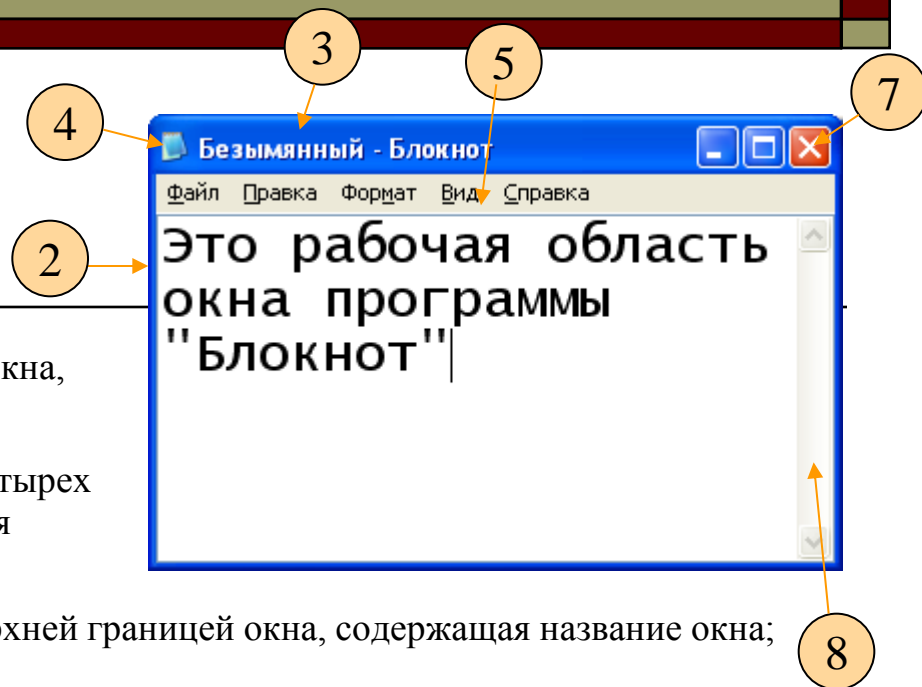 3
5
7
4
Безымянный - Блокнот
Файл Правка Формат Вид Справка
2
Это рабочая область
окна программы
"Блокнот"
кна,
тырех
я
рхней границей окна, содержащая название окна;
8